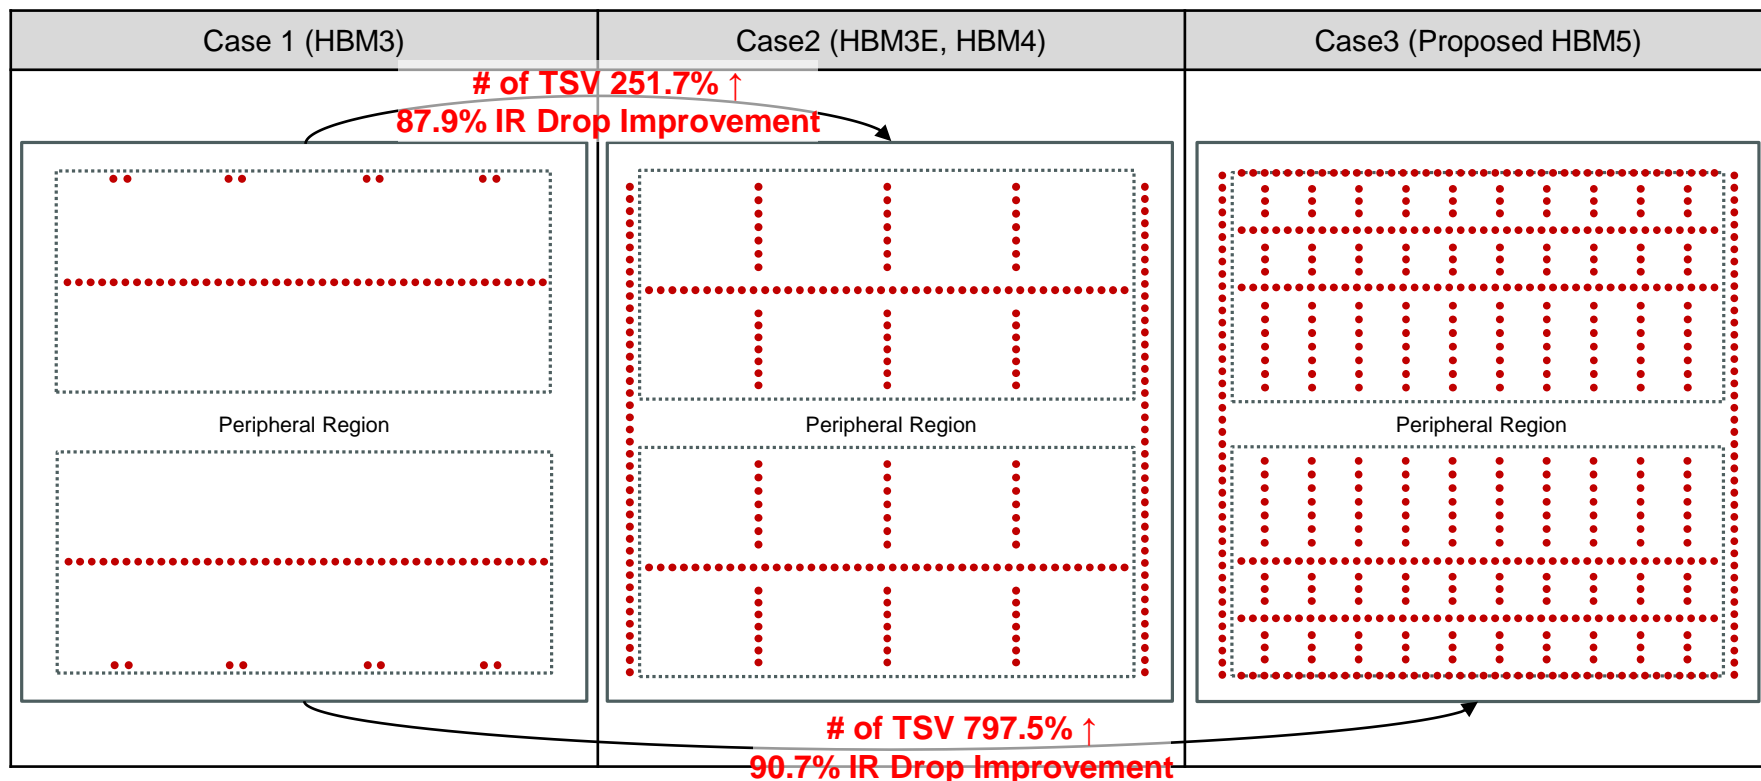 Case 1 (HBM3)
Case2 (HBM3E, HBM4)
Case3 (Proposed HBM5)
# of TSV 251.7% ↑
87.9% IR Drop Improvement
Peripheral Region
Peripheral Region
Peripheral Region
# of TSV 797.5% ↑
90.7% IR Drop Improvement